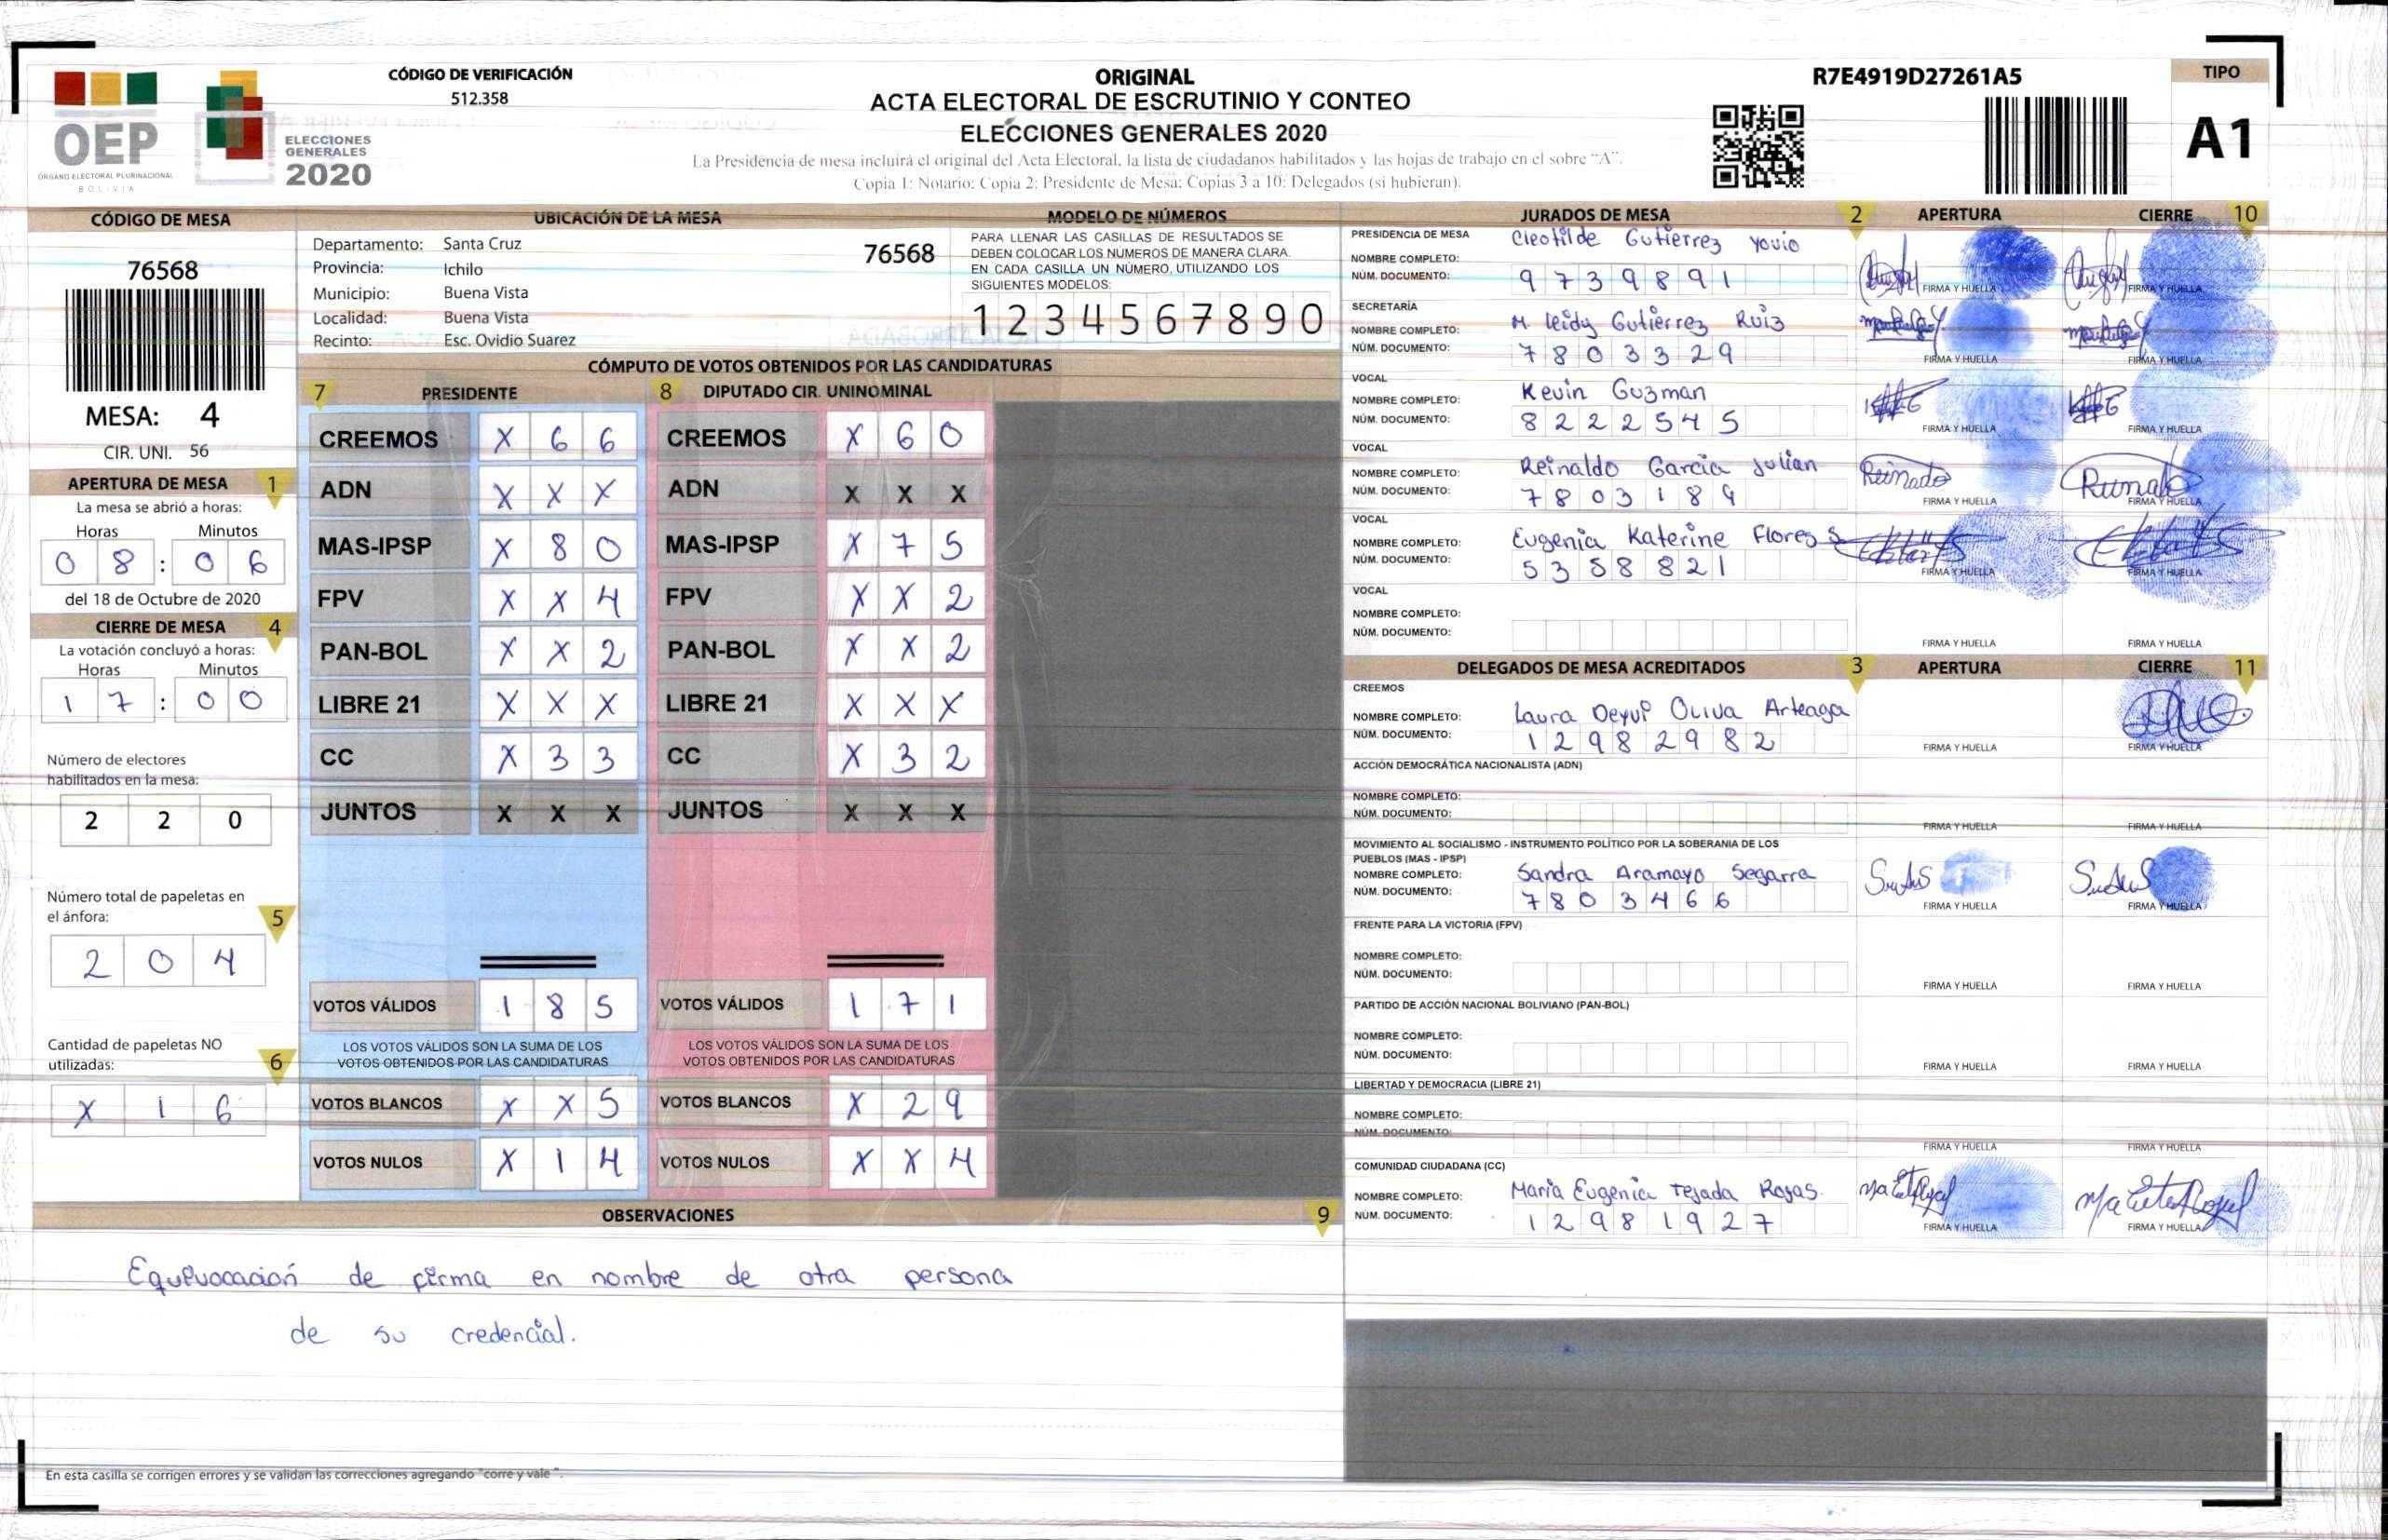 OEP
ÓRGANO ELECTORAL PLURINACIONAL
BOLIVIA
ELECCIONES
GENERALES
2020
CÓDIGO DE VERIFICACIÓN
512.358
ORIGINAL
ACTA ELECTORAL DE ESCRUTINIO Y CONTEO
ELECCIONES GENERALES 2020
La Presidencia de mesa incluirá el original del Acta Electoral, la lista de ciudadanos habilitados y las hojas de trabajo en el sobre "A".
Copia 1: Notario; Copia 2: Presidente de Mesa; Copias 3 a 10: Delegados (si hubieran).
R7E4919D27261A5
TIPO
A1
CÓDIGO DE MESA
76568
MESA: 4
CIR. UNI. 56
UBICACIÓN DE LA MESA
Departamento: Santa Cruz
Provincia: Ichilo
Municipio: Buena Vista
Localidad: Buena Vista
Recinto: Esc. Ovidio Suarez
76568
MODELO DE NÚMEROS
PARA LLENAR LAS CASILLAS DE RESULTADOS SE
DEBEN COLOCAR LOS NÚMEROS DE MANERA CLARA.
EN CADA CASILLA UN NÚMERO, UTILIZANDO LOS
SIGUIENTES MODELOS:
1 2 3 4 5 6 7 8 9 0
APERTURA DE MESA 1
La mesa se abrió a horas:
Horas Minutos
0 8 : 0 6
del 18 de Octubre de 2020
CIERRE DE MESA 4
La votación concluyó a horas:
Horas Minutos
1 7 : 0 0
Número de electores
habilitados en la mesa:
2 2 0
Número total de papeletas en
el ánfora: 5
2 0 4
Cantidad de papeletas NO
utilizadas: 6
X 1 6
CÓMPUTO DE VOTOS OBTENIDOS POR LAS CANDIDATURAS
7 PRESIDENTE
CREEMOS X 6 6
ADN X X X
MAS-IPSP X 8 0
FPV X X 4
PAN-BOL X X 2
LIBRE 21 X X X
CC X 3 3
JUNTOS X X X
VOTOS VÁLIDOS 1 8 5
LOS VOTOS VÁLIDOS SON LA SUMA DE LOS
VOTOS OBTENIDOS POR LAS CANDIDATURAS
VOTOS BLANCOS X X 5
VOTOS NULOS X 1 4
8 DIPUTADO CIR. UNINOMINAL
CREEMOS X 6 0
ADN X X X
MAS-IPSP X 7 5
FPV X X 2
PAN-BOL X X 2
LIBRE 21 X X X
CC X 3 2
JUNTOS X X X
VOTOS VÁLIDOS 1 7 1
LOS VOTOS VÁLIDOS SON LA SUMA DE LOS
VOTOS OBTENIDOS POR LAS CANDIDATURAS
VOTOS BLANCOS X 2 9
VOTOS NULOS X X 4
OBSERVACIONES 9
Equivocación de firma en nombre de otra persona
de su credencial.
En esta casilla se corrigen errores y se validan las correcciones agregando "corre y vale".
JURADOS DE MESA 2 APERTURA CIERRE 10
PRESIDENCIA DE MESA
NOMBRE COMPLETO: Cleotilde Gutierrez Yovio
NÚM. DOCUMENTO: 9 7 3 9 8 9 1
FIRMA Y HUELLA FIRMA Y HUELLA
SECRETARÍA
NOMBRE COMPLETO: M. Leidy Gutierrez Ruiz
NÚM. DOCUMENTO: 7 8 0 3 3 2 9
FIRMA Y HUELLA FIRMA Y HUELLA
VOCAL
NOMBRE COMPLETO: Kevin Guzman
NÚM. DOCUMENTO: 8 2 2 2 5 4 5
FIRMA Y HUELLA FIRMA Y HUELLA
VOCAL
NOMBRE COMPLETO: Reinaldo Garcia Julian
NÚM. DOCUMENTO: 7 8 0 3 1 8 9
FIRMA Y HUELLA FIRMA Y HUELLA
VOCAL
NOMBRE COMPLETO: Eugenia Katerine Flores S
NÚM. DOCUMENTO: 5 3 5 8 8 2 1
FIRMA Y HUELLA FIRMA Y HUELLA
VOCAL
NOMBRE COMPLETO:
NÚM. DOCUMENTO:
FIRMA Y HUELLA FIRMA Y HUELLA
DELEGADOS DE MESA ACREDITADOS 3 APERTURA CIERRE 11
CREEMOS
NOMBRE COMPLETO: Laura Deyui Oliva Arteaga
NÚM. DOCUMENTO: 1 2 9 8 2 9 8 2
FIRMA Y HUELLA FIRMA Y HUELLA
ACCIÓN DEMOCRÁTICA NACIONALISTA (ADN)
NOMBRE COMPLETO:
NÚM. DOCUMENTO:
FIRMA Y HUELLA FIRMA Y HUELLA
MOVIMIENTO AL SOCIALISMO - INSTRUMENTO POLÍTICO POR LA SOBERANIA DE LOS
PUEBLOS (MAS - IPSP)
NOMBRE COMPLETO: Sandra Aramayo Segarra
NÚM. DOCUMENTO: 7 8 0 3 4 6 6
FIRMA Y HUELLA FIRMA Y HUELLA
FRENTE PARA LA VICTORIA (FPV)
NOMBRE COMPLETO:
NÚM. DOCUMENTO:
FIRMA Y HUELLA FIRMA Y HUELLA
PARTIDO DE ACCIÓN NACIONAL BOLIVIANO (PAN-BOL)
NOMBRE COMPLETO:
NÚM. DOCUMENTO:
FIRMA Y HUELLA FIRMA Y HUELLA
LIBERTAD Y DEMOCRACIA (LIBRE 21)
NOMBRE COMPLETO:
NÚM. DOCUMENTO:
FIRMA Y HUELLA FIRMA Y HUELLA
COMUNIDAD CIUDADANA (CC)
NOMBRE COMPLETO: Maria Eugenia Tejada Rojas.
NÚM. DOCUMENTO: 1 2 9 8 1 9 2 7
FIRMA Y HUELLA FIRMA Y HUELLA